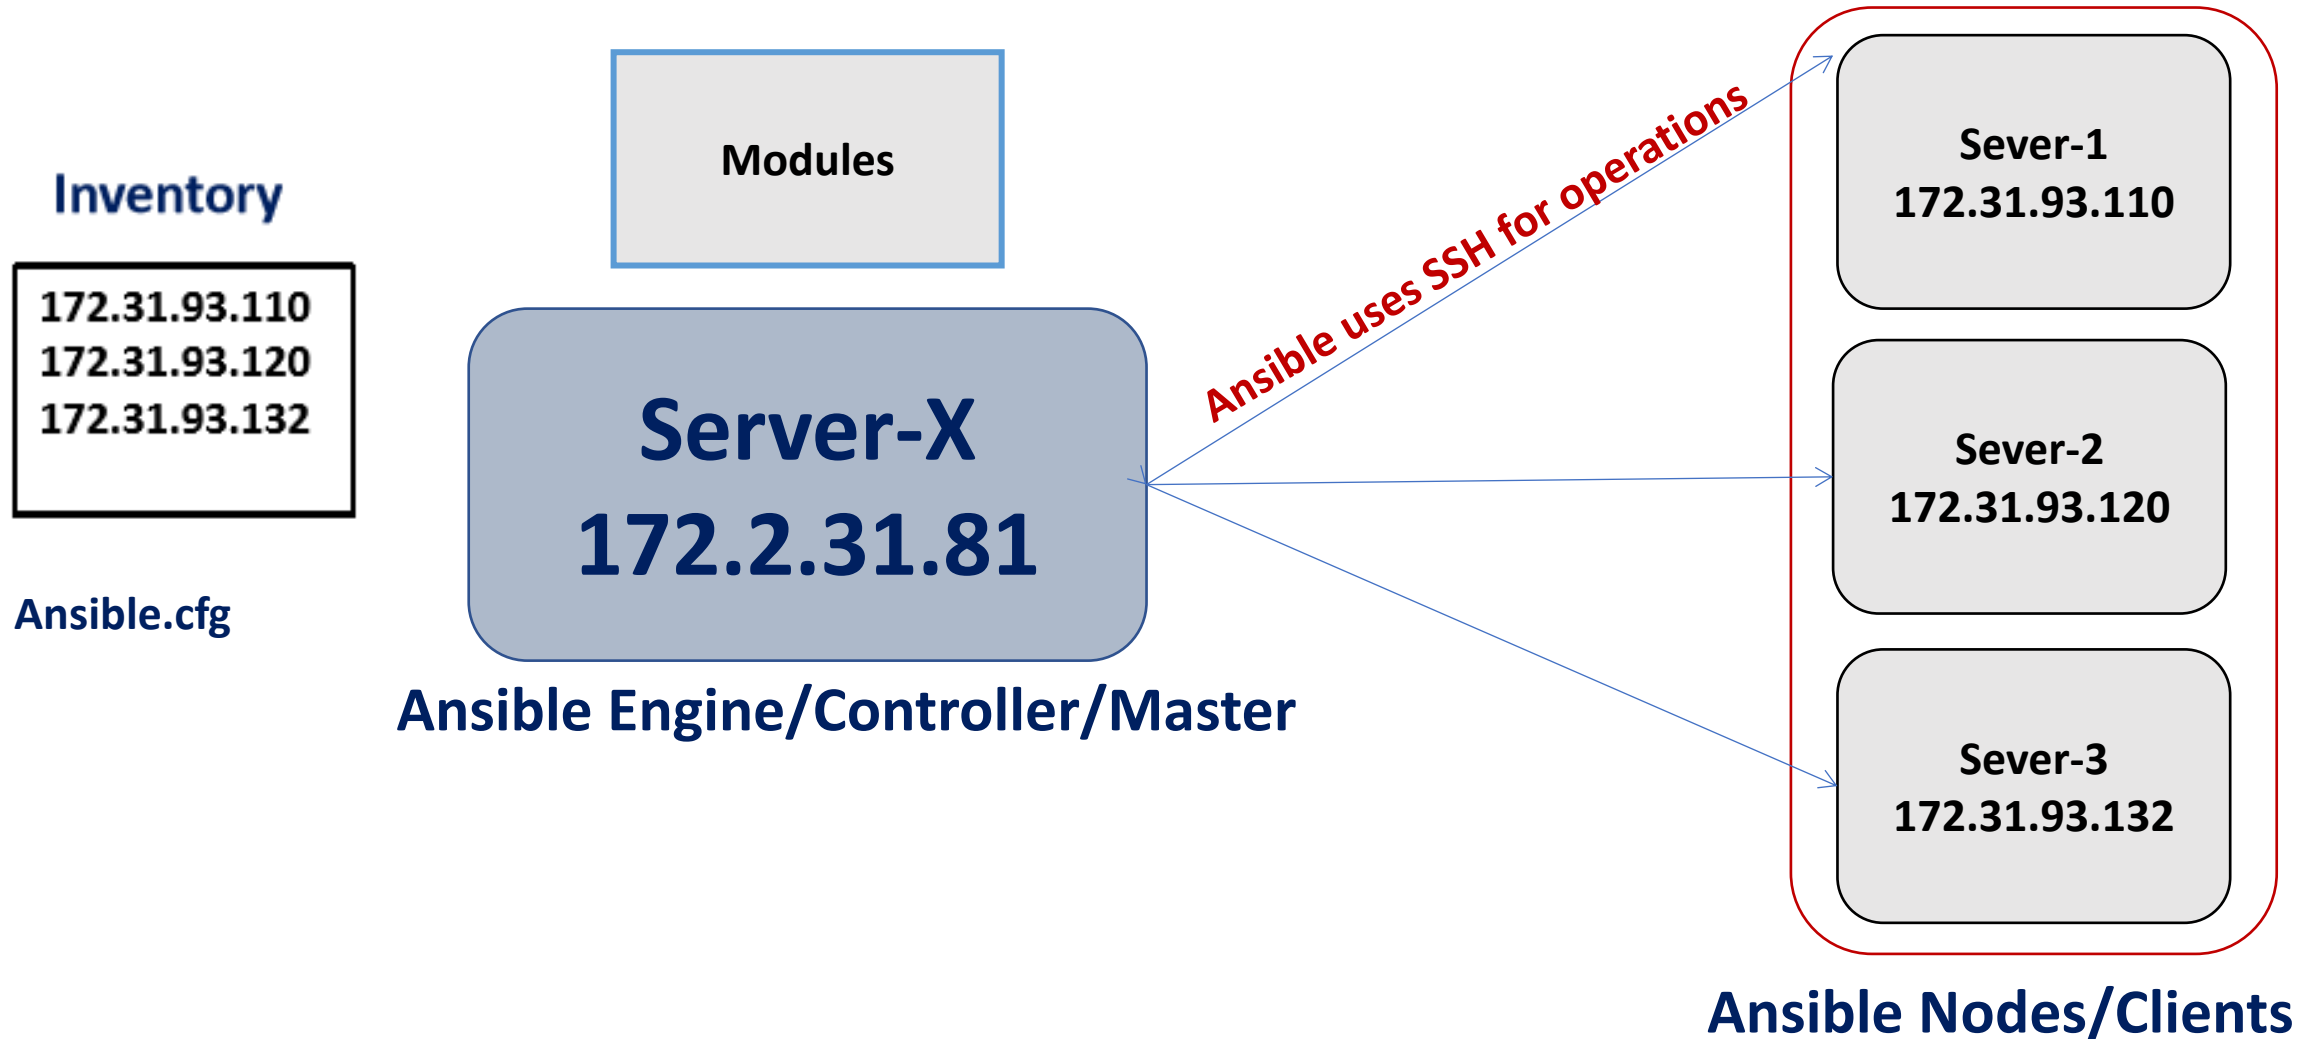 Inventory
172.31.93.110
172.31.93.120
172.31.93.132
Ansible.cfg
Modules
Server-X
172.2.31.81
Ansible Engine/Controller/Master
Ansible uses SSH for operations
Sever-1
172.31.93.110
Sever-2
172.31.93.120
Sever-3
172.31.93.132
Ansible Nodes/Clients